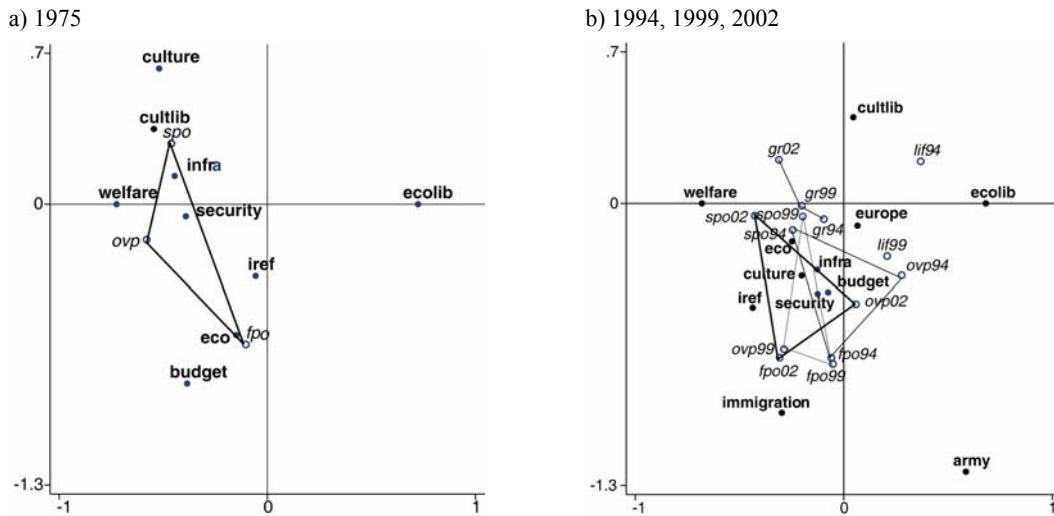 a) 1975
b) 1994, 1999, 2002
.7
culture
cultlib
spo
infra
0
welfare
ecolib
security
ovp
iref
eco
fpo
budget
-1.3
-1
0
1
.7
cultlib
gr02
lif94
0
welfare
ecolib
gr99
spo02
spo99
gr94
europe
spo94
eco
lif99
infra
ovp94
culture
budget
iref
security
ovp02
ovp99
fpo94
fpo02
fpo99
immigration
army
-1.3
-1
0
1